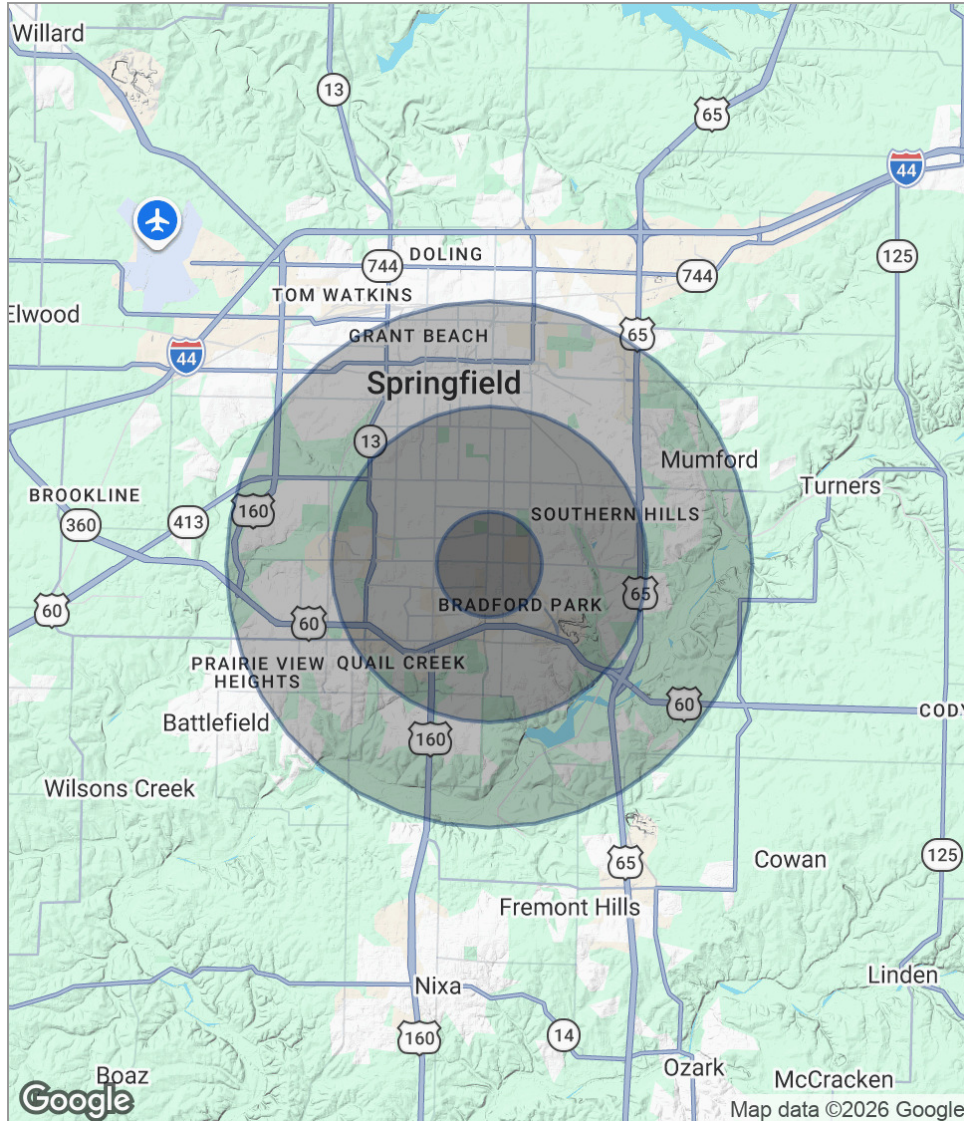 Willard
13
65
44
125
DOLING
744
744
TOM WATKINS
Elwood
GRANT BEACH
65
44
Springfield
13
Mumford
BROOKLINE
Turners
160
SOUTHERN HILLS
360
413
60
65
BRADFORD PARK
60
PRAIRIE VIEW
HEIGHTS
QUAIL CREEK
60
CODY
Battlefield
160
Wilsons Creek
65
Cowan
125
Fremont Hills
Linden
Nixa
160
14
Ozark
Boaz
McCracken
Google
Map data ©2026 Google